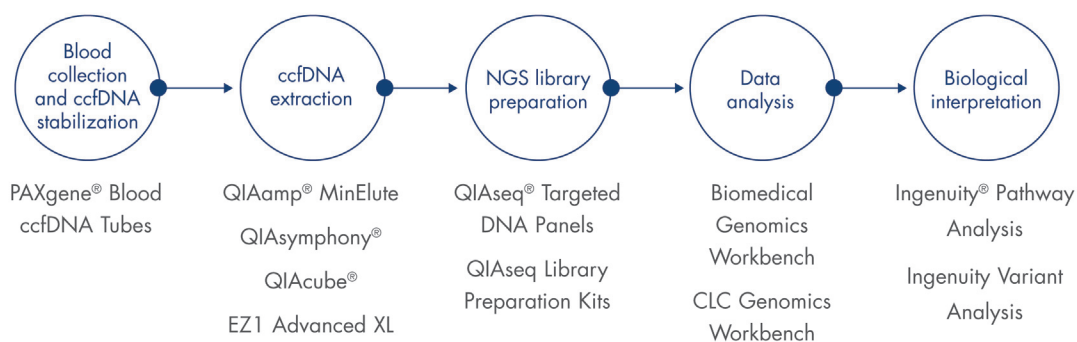 Blood
collection
and ccfDNA
stabilization
ccfDNA
extraction
NGS library
preparation
Data
analysis
Biological
interpretation
PAXgene® Blood
ccfDNA Tubes
QIAamp® MinElute
QIAsymphony®
QIAcube®
EZ1 Advanced XL
QIAseq® Targeted
DNA Panels
QIAseq Library
Preparation Kits
Biomedical
Genomics
Workbench
CLC Genomics
Workbench
Ingenuity® Pathway
Analysis
Ingenuity Variant
Analysis